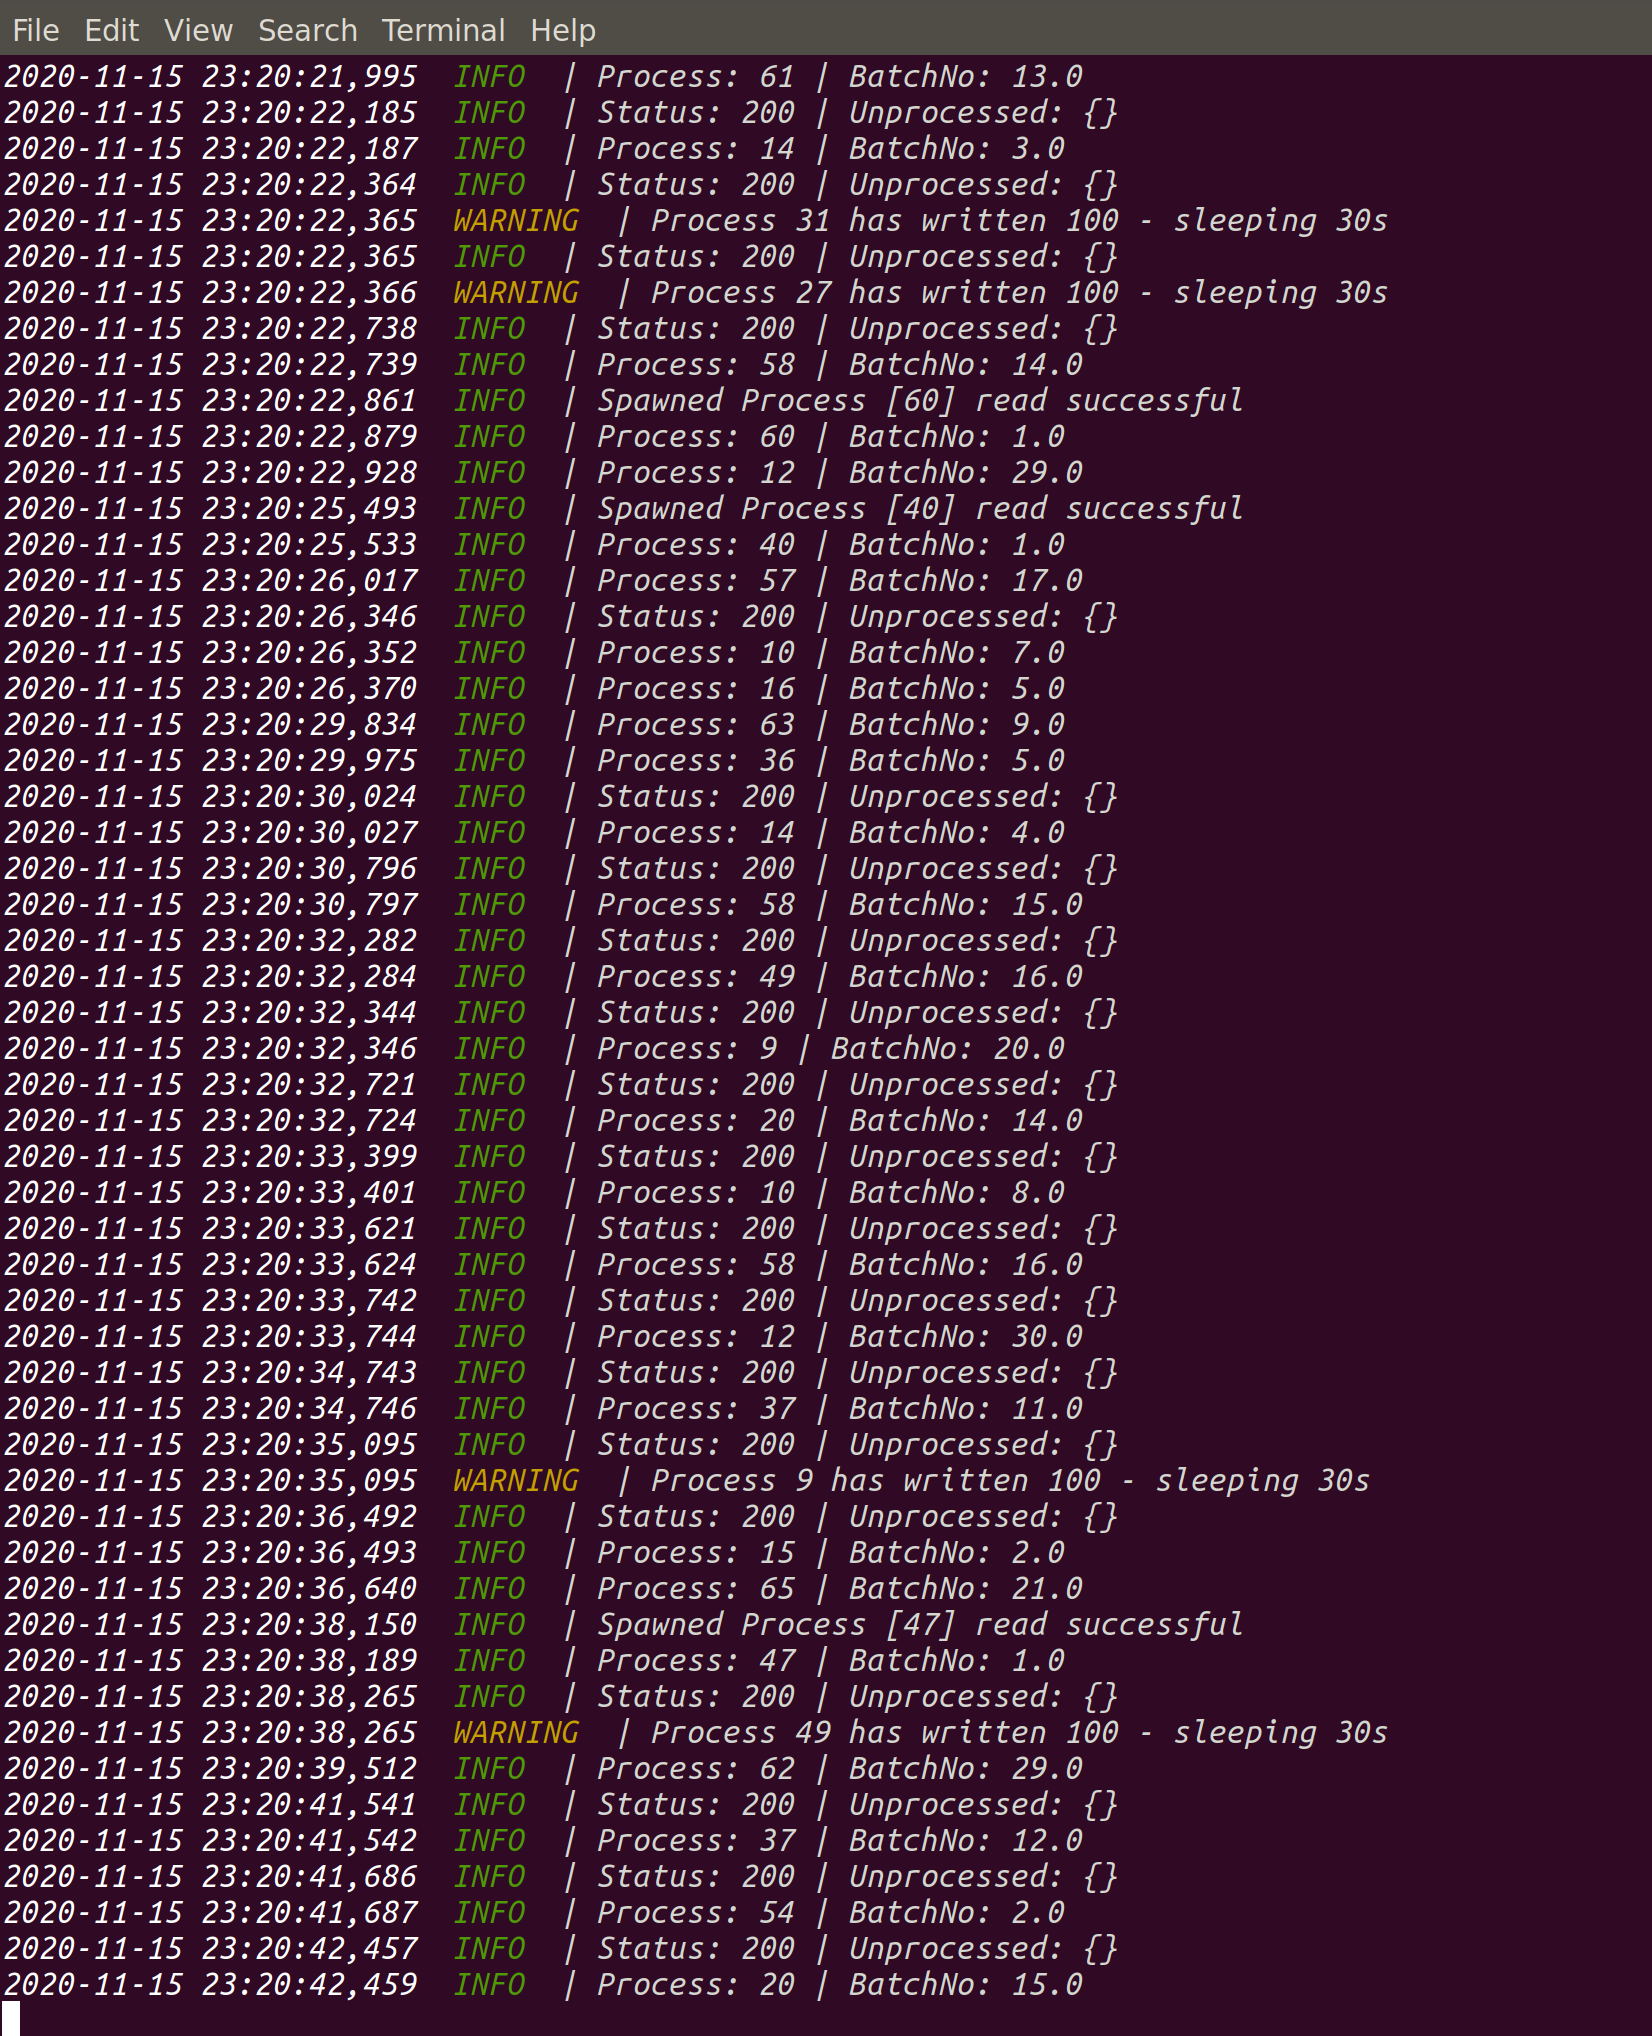 File Edit View Search Terminal Help
2020-11-15 23:20:21,995 INFO | Process: 61 | BatchNo: 13.0
2020-11-15 23:20:22,185 INFO | Status: 200 | Unprocessed: {}
2020-11-15 23:20:22,187 INFO | Process: 14 | BatchNo: 3.0
2020-11-15 23:20:22,364 INFO | Status: 200 | Unprocessed: {}
2020-11-15 23:20:22,365 WARNING | Process 31 has written 100 - sleeping 30s
2020-11-15 23:20:22,365 INFO | Status: 200 | Unprocessed: {}
2020-11-15 23:20:22,366 WARNING | Process 27 has written 100 - sleeping 30s
2020-11-15 23:20:22,738 INFO | Status: 200 | Unprocessed: {}
2020-11-15 23:20:22,739 INFO | Process: 58 | BatchNo: 14.0
2020-11-15 23:20:22,861 INFO | Spawned Process [60] read successful
2020-11-15 23:20:22,879 INFO | Process: 60 | BatchNo: 1.0
2020-11-15 23:20:22,928 INFO | Process: 12 | BatchNo: 29.0
2020-11-15 23:20:25,493 INFO | Spawned Process [40] read successful
2020-11-15 23:20:25,533 INFO | Process: 40 | BatchNo: 1.0
2020-11-15 23:20:26,017 INFO | Process: 57 | BatchNo: 17.0
2020-11-15 23:20:26,346 INFO | Status: 200 | Unprocessed: {}
2020-11-15 23:20:26,352 INFO | Process: 10 | BatchNo: 7.0
2020-11-15 23:20:26,370 INFO | Process: 16 | BatchNo: 5.0
2020-11-15 23:20:29,834 INFO | Process: 63 | BatchNo: 9.0
2020-11-15 23:20:29,975 INFO | Process: 36 | BatchNo: 5.0
2020-11-15 23:20:30,024 INFO | Status: 200 | Unprocessed: {}
2020-11-15 23:20:30,027 INFO | Process: 14 | BatchNo: 4.0
2020-11-15 23:20:30,796 INFO | Status: 200 | Unprocessed: {}
2020-11-15 23:20:30,797 INFO | Process: 58 | BatchNo: 15.0
2020-11-15 23:20:32,282 INFO | Status: 200 | Unprocessed: {}
2020-11-15 23:20:32,284 INFO | Process: 49 | BatchNo: 16.0
2020-11-15 23:20:32,344 INFO | Status: 200 | Unprocessed: {}
2020-11-15 23:20:32,346 INFO | Process: 9 | BatchNo: 20.0
2020-11-15 23:20:32,721 INFO | Status: 200 | Unprocessed: {}
2020-11-15 23:20:32,724 INFO | Process: 20 | BatchNo: 14.0
2020-11-15 23:20:33,399 INFO | Status: 200 | Unprocessed: {}
2020-11-15 23:20:33,401 INFO | Process: 10 | BatchNo: 8.0
2020-11-15 23:20:33,621 INFO | Status: 200 | Unprocessed: {}
2020-11-15 23:20:33,624 INFO | Process: 58 | BatchNo: 16.0
2020-11-15 23:20:33,742 INFO | Status: 200 | Unprocessed: {}
2020-11-15 23:20:33,744 INFO | Process: 12 | BatchNo: 30.0
2020-11-15 23:20:34,743 INFO | Status: 200 | Unprocessed: {}
2020-11-15 23:20:34,746 INFO | Process: 37 | BatchNo: 11.0
2020-11-15 23:20:35,095 INFO | Status: 200 | Unprocessed: {}
2020-11-15 23:20:35,095 WARNING | Process 9 has written 100 - sleeping 30s
2020-11-15 23:20:36,492 INFO | Status: 200 | Unprocessed: {}
2020-11-15 23:20:36,493 INFO | Process: 15 | BatchNo: 2.0
2020-11-15 23:20:36,640 INFO | Process: 65 | BatchNo: 21.0
2020-11-15 23:20:38,150 INFO | Spawned Process [47] read successful
2020-11-15 23:20:38,189 INFO | Process: 47 | BatchNo: 1.0
2020-11-15 23:20:38,265 INFO | Status: 200 | Unprocessed: {}
2020-11-15 23:20:38,265 WARNING | Process 49 has written 100 - sleeping 30s
2020-11-15 23:20:39,512 INFO | Process: 62 | BatchNo: 29.0
2020-11-15 23:20:41,541 INFO | Status: 200 | Unprocessed: {}
2020-11-15 23:20:41,542 INFO | Process: 37 | BatchNo: 12.0
2020-11-15 23:20:41,686 INFO | Status: 200 | Unprocessed: {}
2020-11-15 23:20:41,687 INFO | Process: 54 | BatchNo: 2.0
2020-11-15 23:20:42,457 INFO | Status: 200 | Unprocessed: {}
2020-11-15 23:20:42,459 INFO | Process: 20 | BatchNo: 15.0